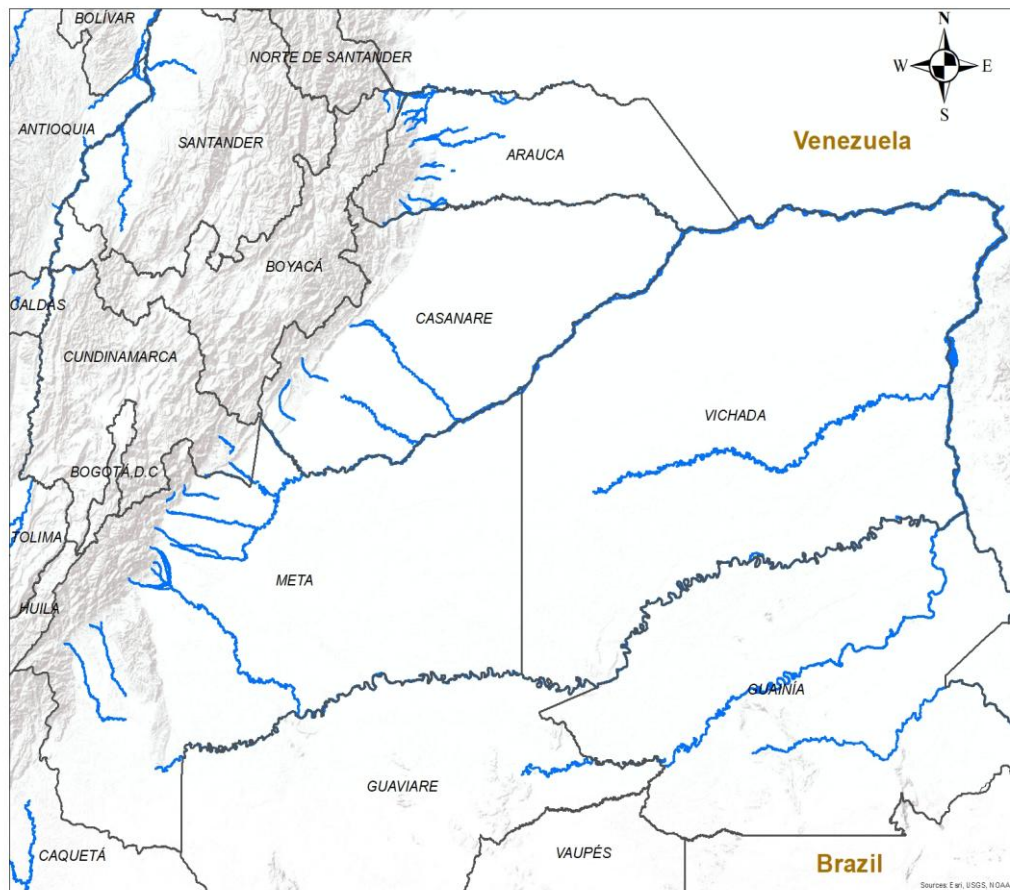 BOLÍVAR
NORTE DE SANTANDER
N
W
E
S
ANTIOQUIA
SANTANDER
ARAUCA
Venezuela
BOYACÁ
CALDAS
CASANARE
CUNDINAMARCA
VICHADA
BOGOTÁ D.C
TOLIMA
META
HUILA
GUAINÍA
GUAVIARE
CAQUETÁ
VAUPÉS
Brazil
Sources: Esri, USGS, NOAA